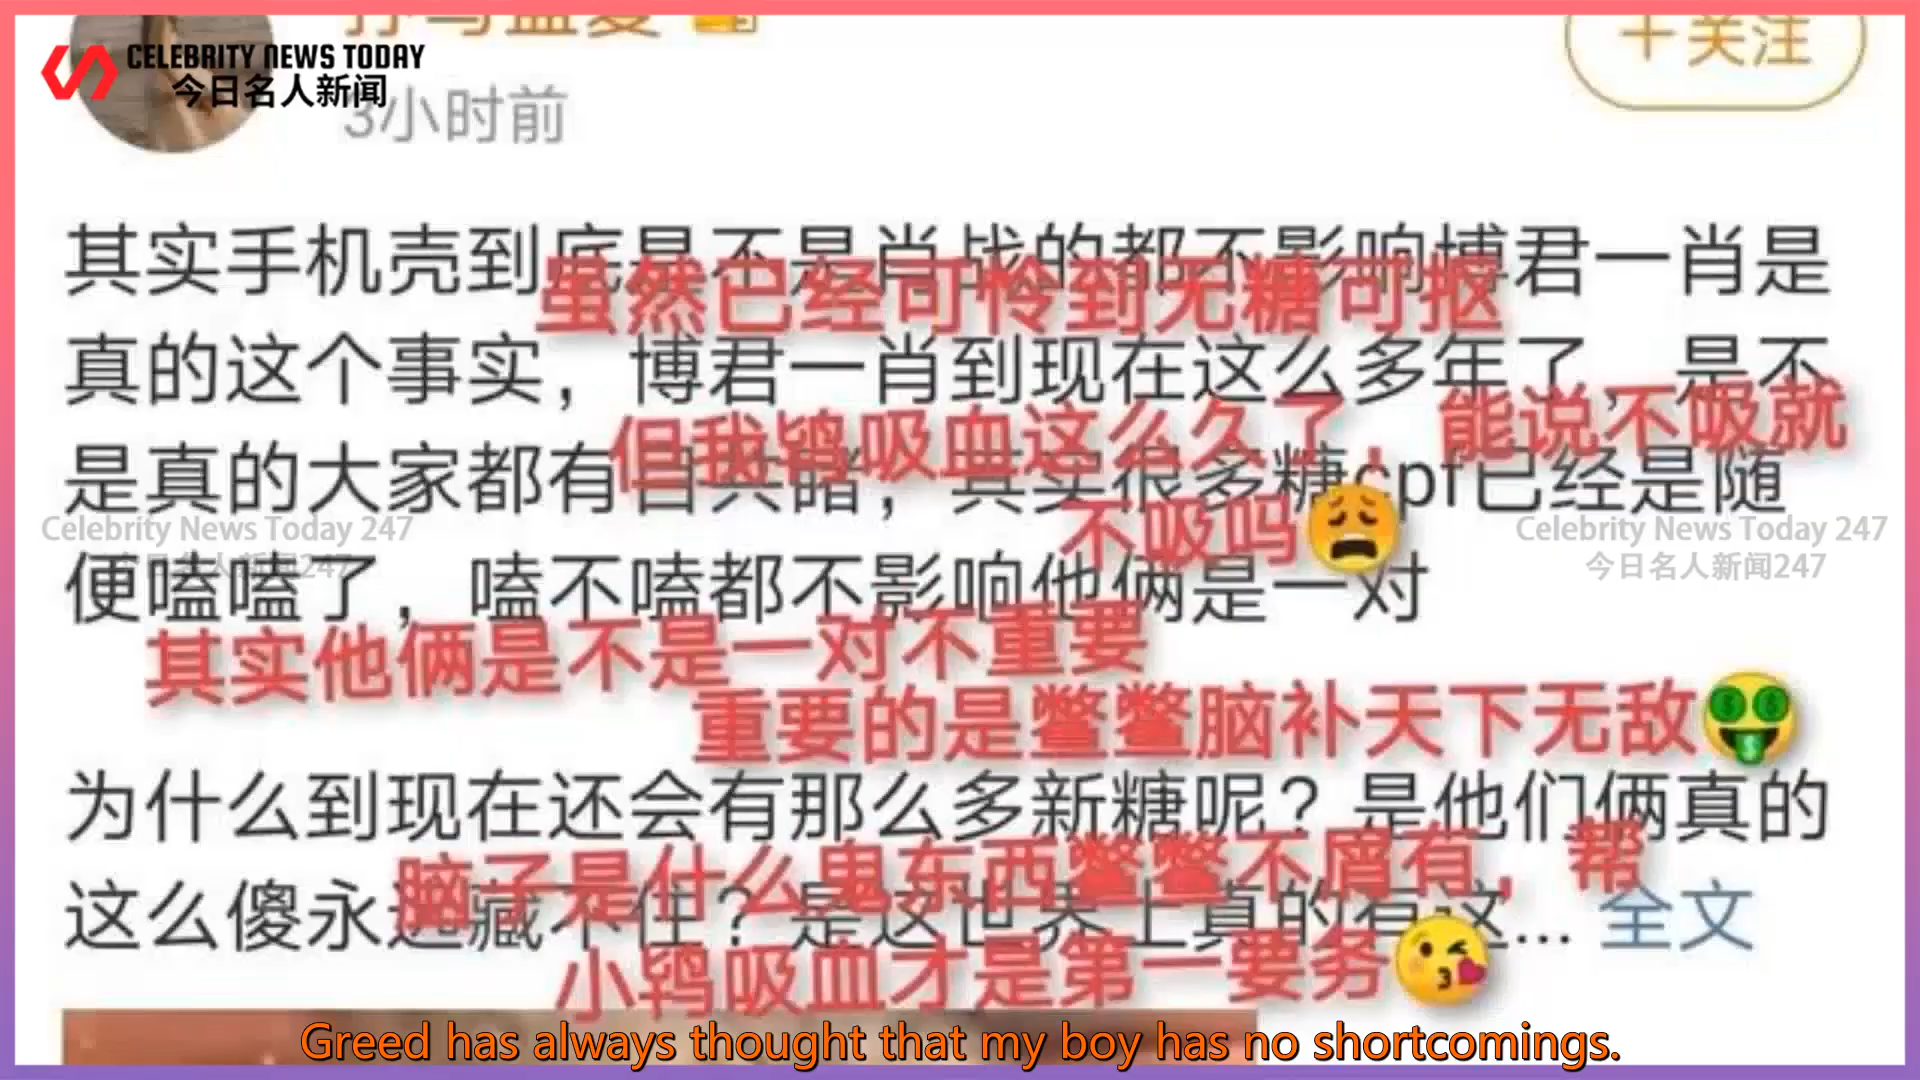 +关注
CELEBRITY NEWS TODAY
今日名人新闻
3小时前
其实手机壳到底是不是肖战的都不影响博君一肖是
虽然已经可怜到无糖可抠
真的这个事实，博君一肖到现在这么多年了，是不
但我鸨吸血这么久了，能说不吸就
是真的大家都有目共睹，其实很多糖cpf已经是随
不吸吗😩
Celebrity News Today 247
今日名人新闻247
Celebrity News Today 247
今日名人新闻247
便嗑嗑了，嗑不嗑都不影响他俩是一对
其实他俩是不是一对不重要
重要的是鳖鳖脑补天下无敌🤑
为什么到现在还会有那么多新糖呢？是他们俩真的
脑子是什么鬼东西鳖鳖不屑有，帮
这么傻永远藏不住？是这世界上真的有这... 全文
小鸨吸血才是第一要务😘
Greed has always thought that my boy has no shortcomings.